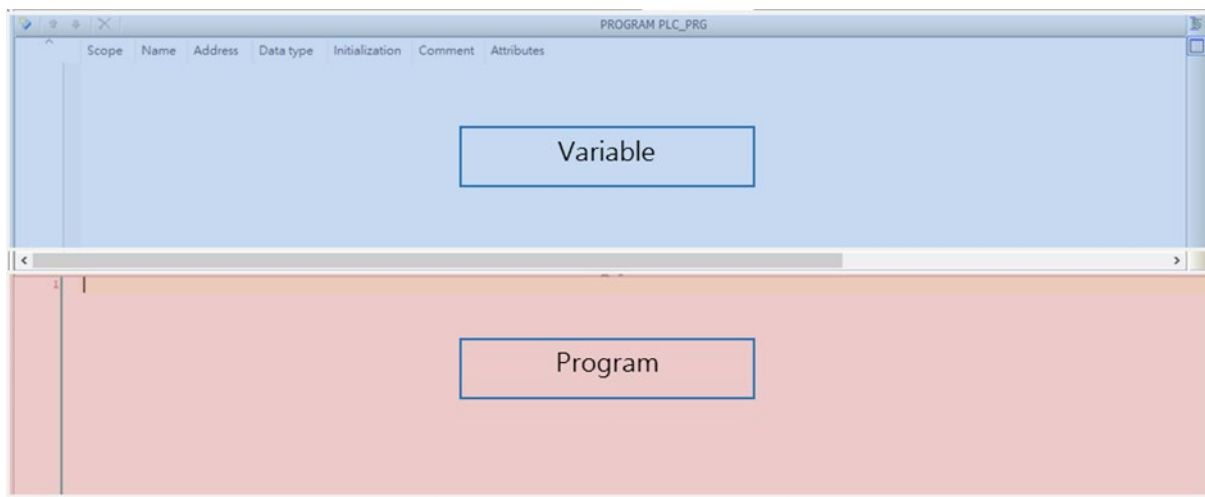 PROGRAM PLC_PRG
Scope Name Address Data type Initialization Comment Attributes
Variable
1
Program